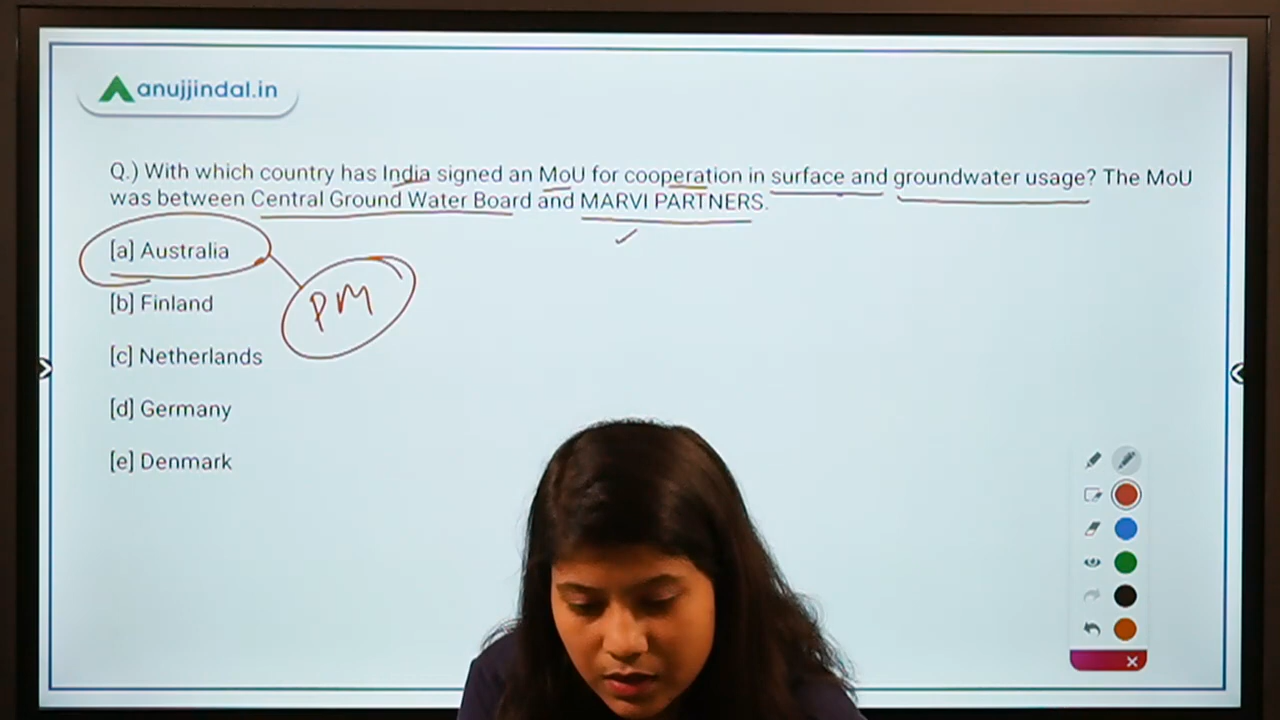 anujjindal.in
Q.) With which country has India signed an MoU for cooperation in surface and groundwater usage? The MoU
was between Central Ground Water Board and MARVI PARTNERS.
[a] Australia
PM
[b] Finland
[c] Netherlands
[d] Germany
[e] Denmark